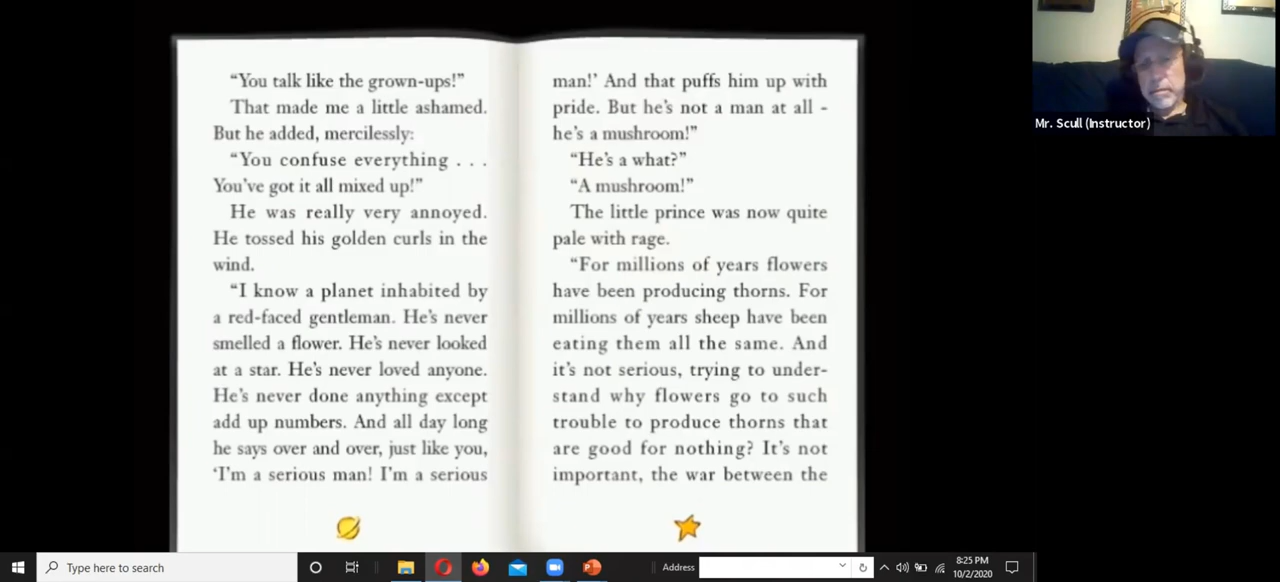 “You talk like the grown-ups!”
That made me a little ashamed.
But he added, mercilessly:
“You confuse everything . . .
You’ve got it all mixed up!”
He was really very annoyed.
He tossed his golden curls in the
wind.
“I know a planet inhabited by
a red-faced gentleman. He’s never
smelled a flower. He’s never looked
at a star. He’s never loved anyone.
He’s never done anything except
add up numbers. And all day long
he says over and over, just like you,
‘I’m a serious man! I’m a serious
man!’ And that puffs him up with
pride. But he’s not a man at all -
he’s a mushroom!”
“He’s a what?”
“A mushroom!”
The little prince was now quite
pale with rage.
“For millions of years flowers
have been producing thorns. For
millions of years sheep have been
eating them all the same. And
it’s not serious, trying to under-
stand why flowers go to such
trouble to produce thorns that
are good for nothing? It’s not
important, the war between the
Mr. Scull (Instructor)
Type here to search
Address
8:25 PM
10/2/2020